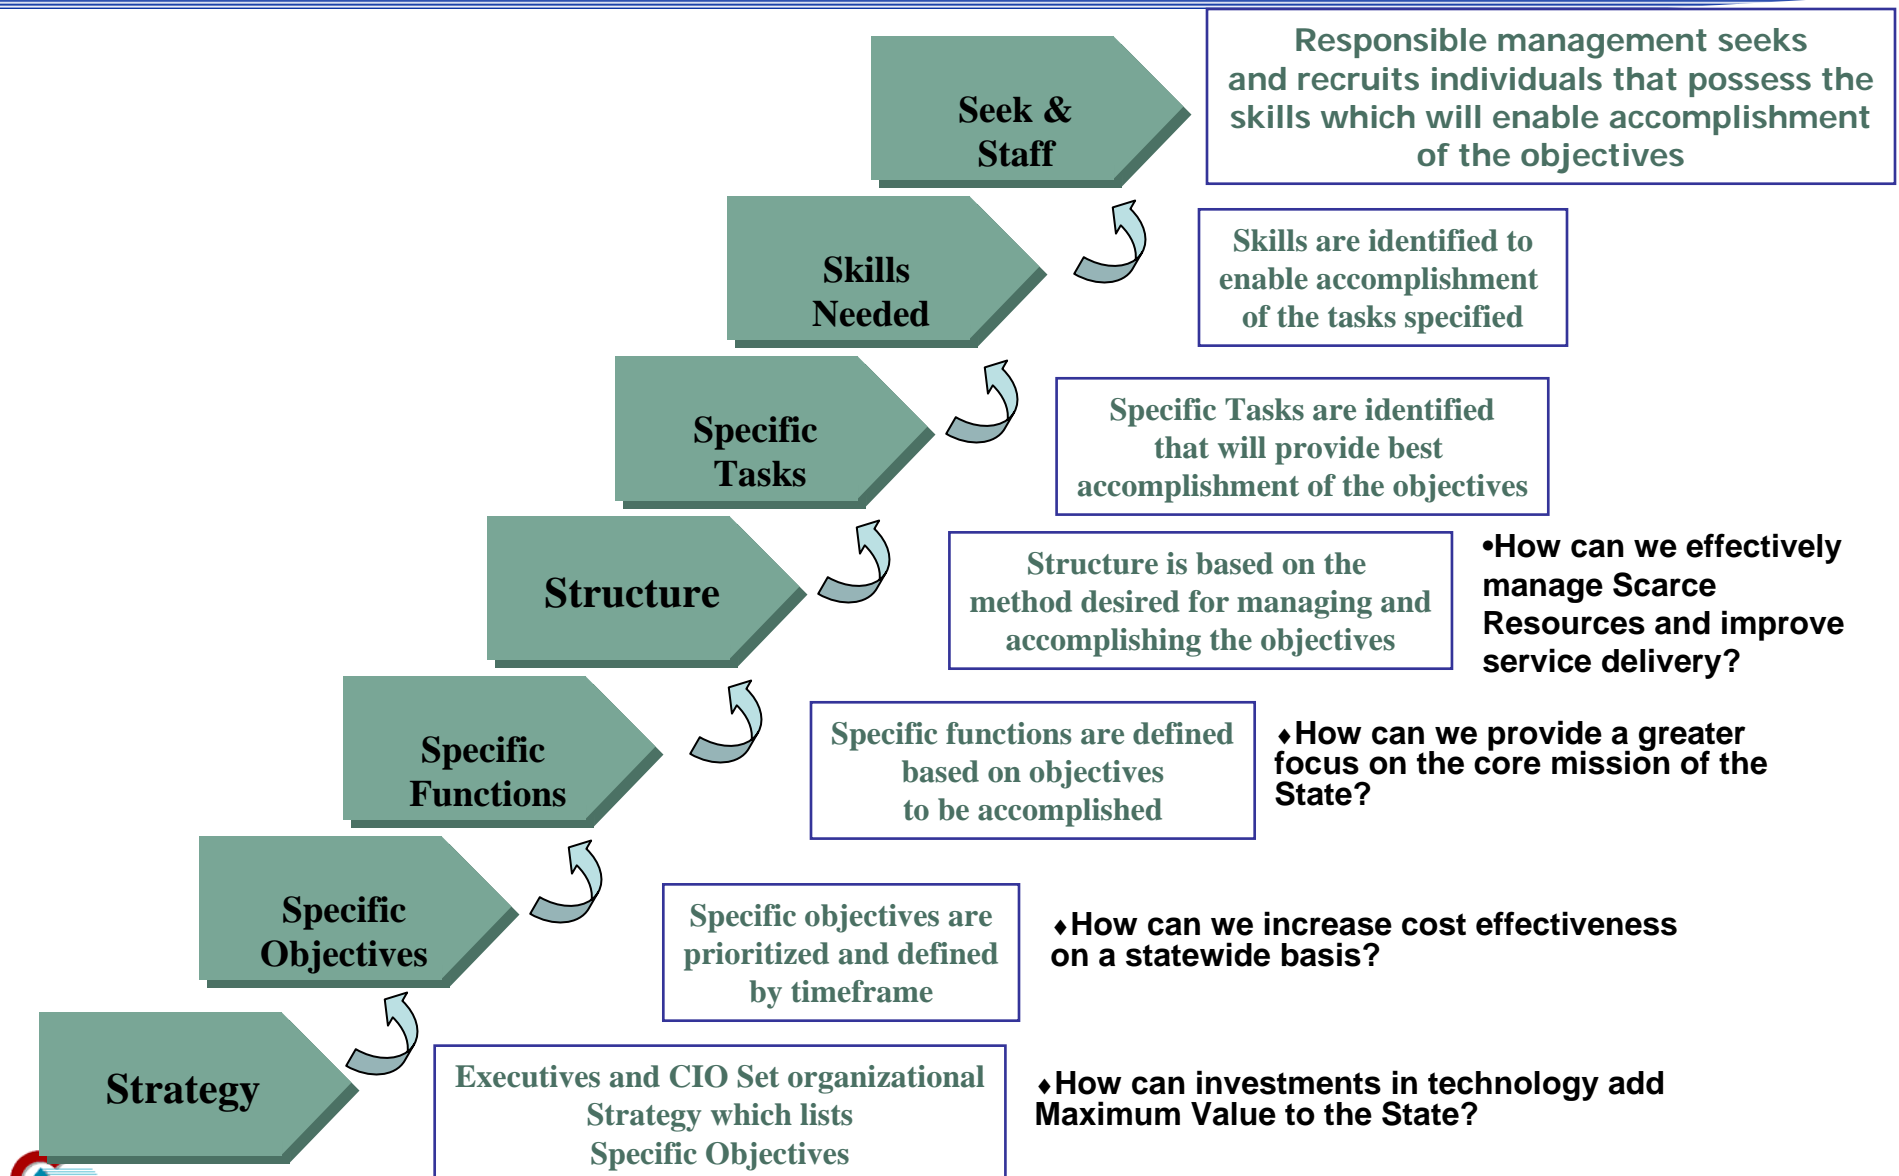 Seek &
Staff
Responsible management seeks
and recruits individuals that possess the
skills which will enable accomplishment
of the objectives
Skills
Needed
Skills are identified to
enable accomplishment
of the tasks specified
Specific
Tasks
Specific Tasks are identified
that will provide best
accomplishment of the objectives
Structure
Structure is based on the
method desired for managing and
accomplishing the objectives
•How can we effectively
manage Scarce
Resources and improve
service delivery?
Specific
Functions
Specific functions are defined
based on objectives
to be accomplished
♦How can we provide a greater
focus on the core mission of the
State?
Specific
Objectives
Specific objectives are
prioritized and defined
by timeframe
♦How can we increase cost effectiveness
on a statewide basis?
Strategy
Executives and CIO Set organizational
Strategy which lists
Specific Objectives
♦How can investments in technology add
Maximum Value to the State?